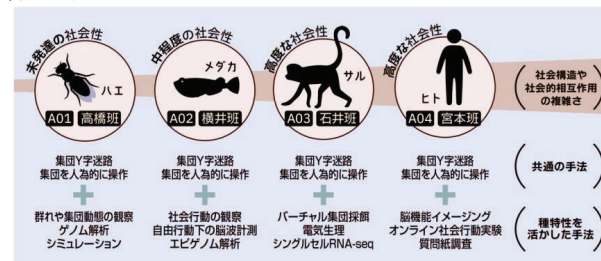 未発達の社会性
ハエ
A01 高橋班
中程度の社会性
メダカ
A02 横井班
高度な社会性
サル
A03 石井班
高度な社会性
ヒト
A04 宮本班
社会構造や
社会的相互作用
の複雑さ
集団Y字迷路
集団を人為的に操作
集団Y字迷路
集団を人為的に操作
集団Y字迷路
集団を人為的に操作
集団Y字迷路
集団を人為的に操作
共通の手法
+
+
+
+
群れや集団動態の観察
ゲノム解析
シミュレーション
社会行動の観察
自由行動下の脳波計測
エピゲノム解析
バーチャル集団採餌
電気生理
シングルセルRNA-seq
脳機能イメージング
オンライン社会行動実験
質問紙調査
種特性を
活かした手法